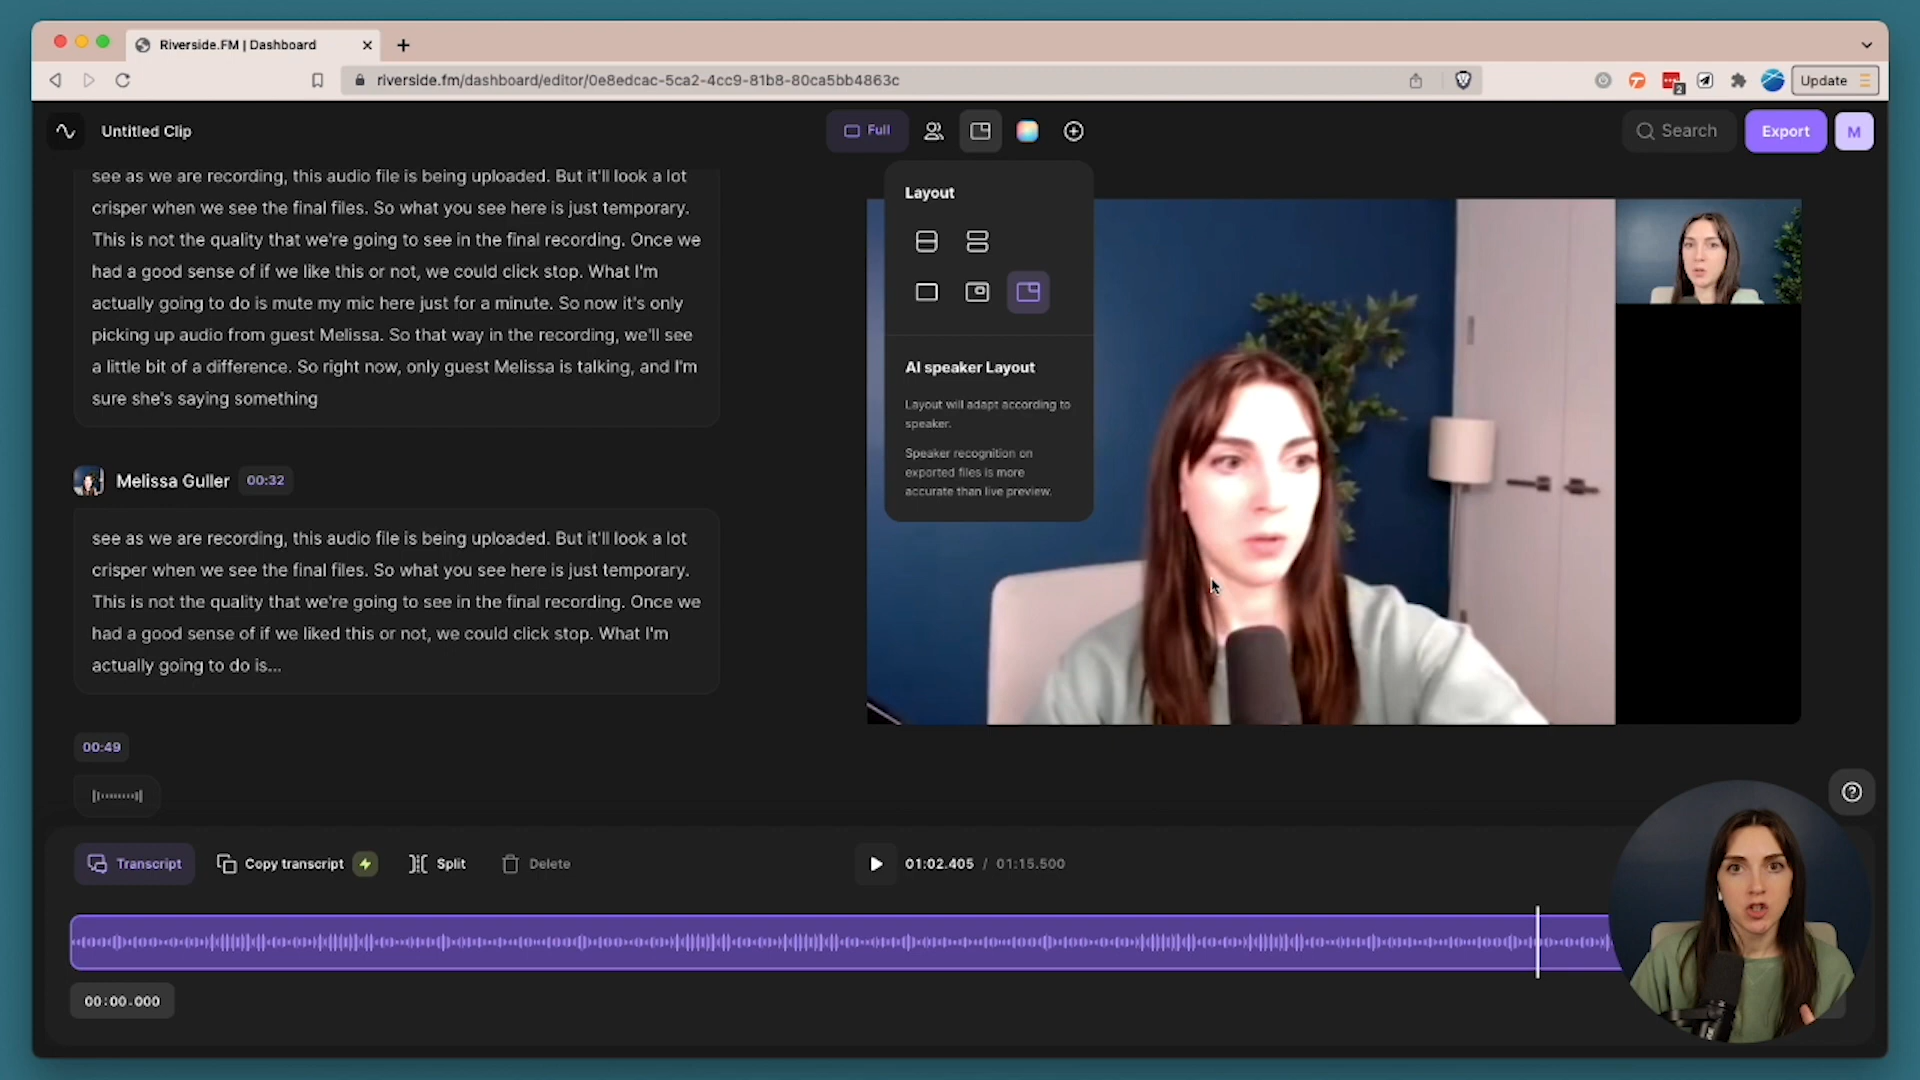 Riverside.FM | Dashboard
riverside.fm/dashboard/editor/0e8edcac-5ca2-4cc9-81b8-80ca5bb4863c
2
Update
Untitled Clip
Full
Search
Export
M
see as we are recording, this audio file is being uploaded. But it'll look a lot
crisper when we see the final files. So what you see here is just temporary.
This is not the quality that we're going to see in the final recording. Once we
had a good sense of if we like this or not, we could click stop. What I'm
actually going to do is mute my mic here just for a minute. So now it's only
picking up audio from guest Melissa. So that way in the recording, we'll see
a little bit of a difference. So right now, only guest Melissa is talking, and I'm
sure she's saying something
Melissa Guller 00:32
see as we are recording, this audio file is being uploaded. But it'll look a lot
crisper when we see the final files. So what you see here is just temporary.
This is not the quality that we're going to see in the final recording. Once we
had a good sense of if we liked this or not, we could click stop. What I'm
actually going to do is...
00:49
Layout
AI speaker Layout
Layout will adapt according to
speaker.
Speaker recognition on
exported files is more
accurate than live preview.
Transcript
Copy transcript
Split
Delete
01:02.405 / 01:15.500
00:00.000